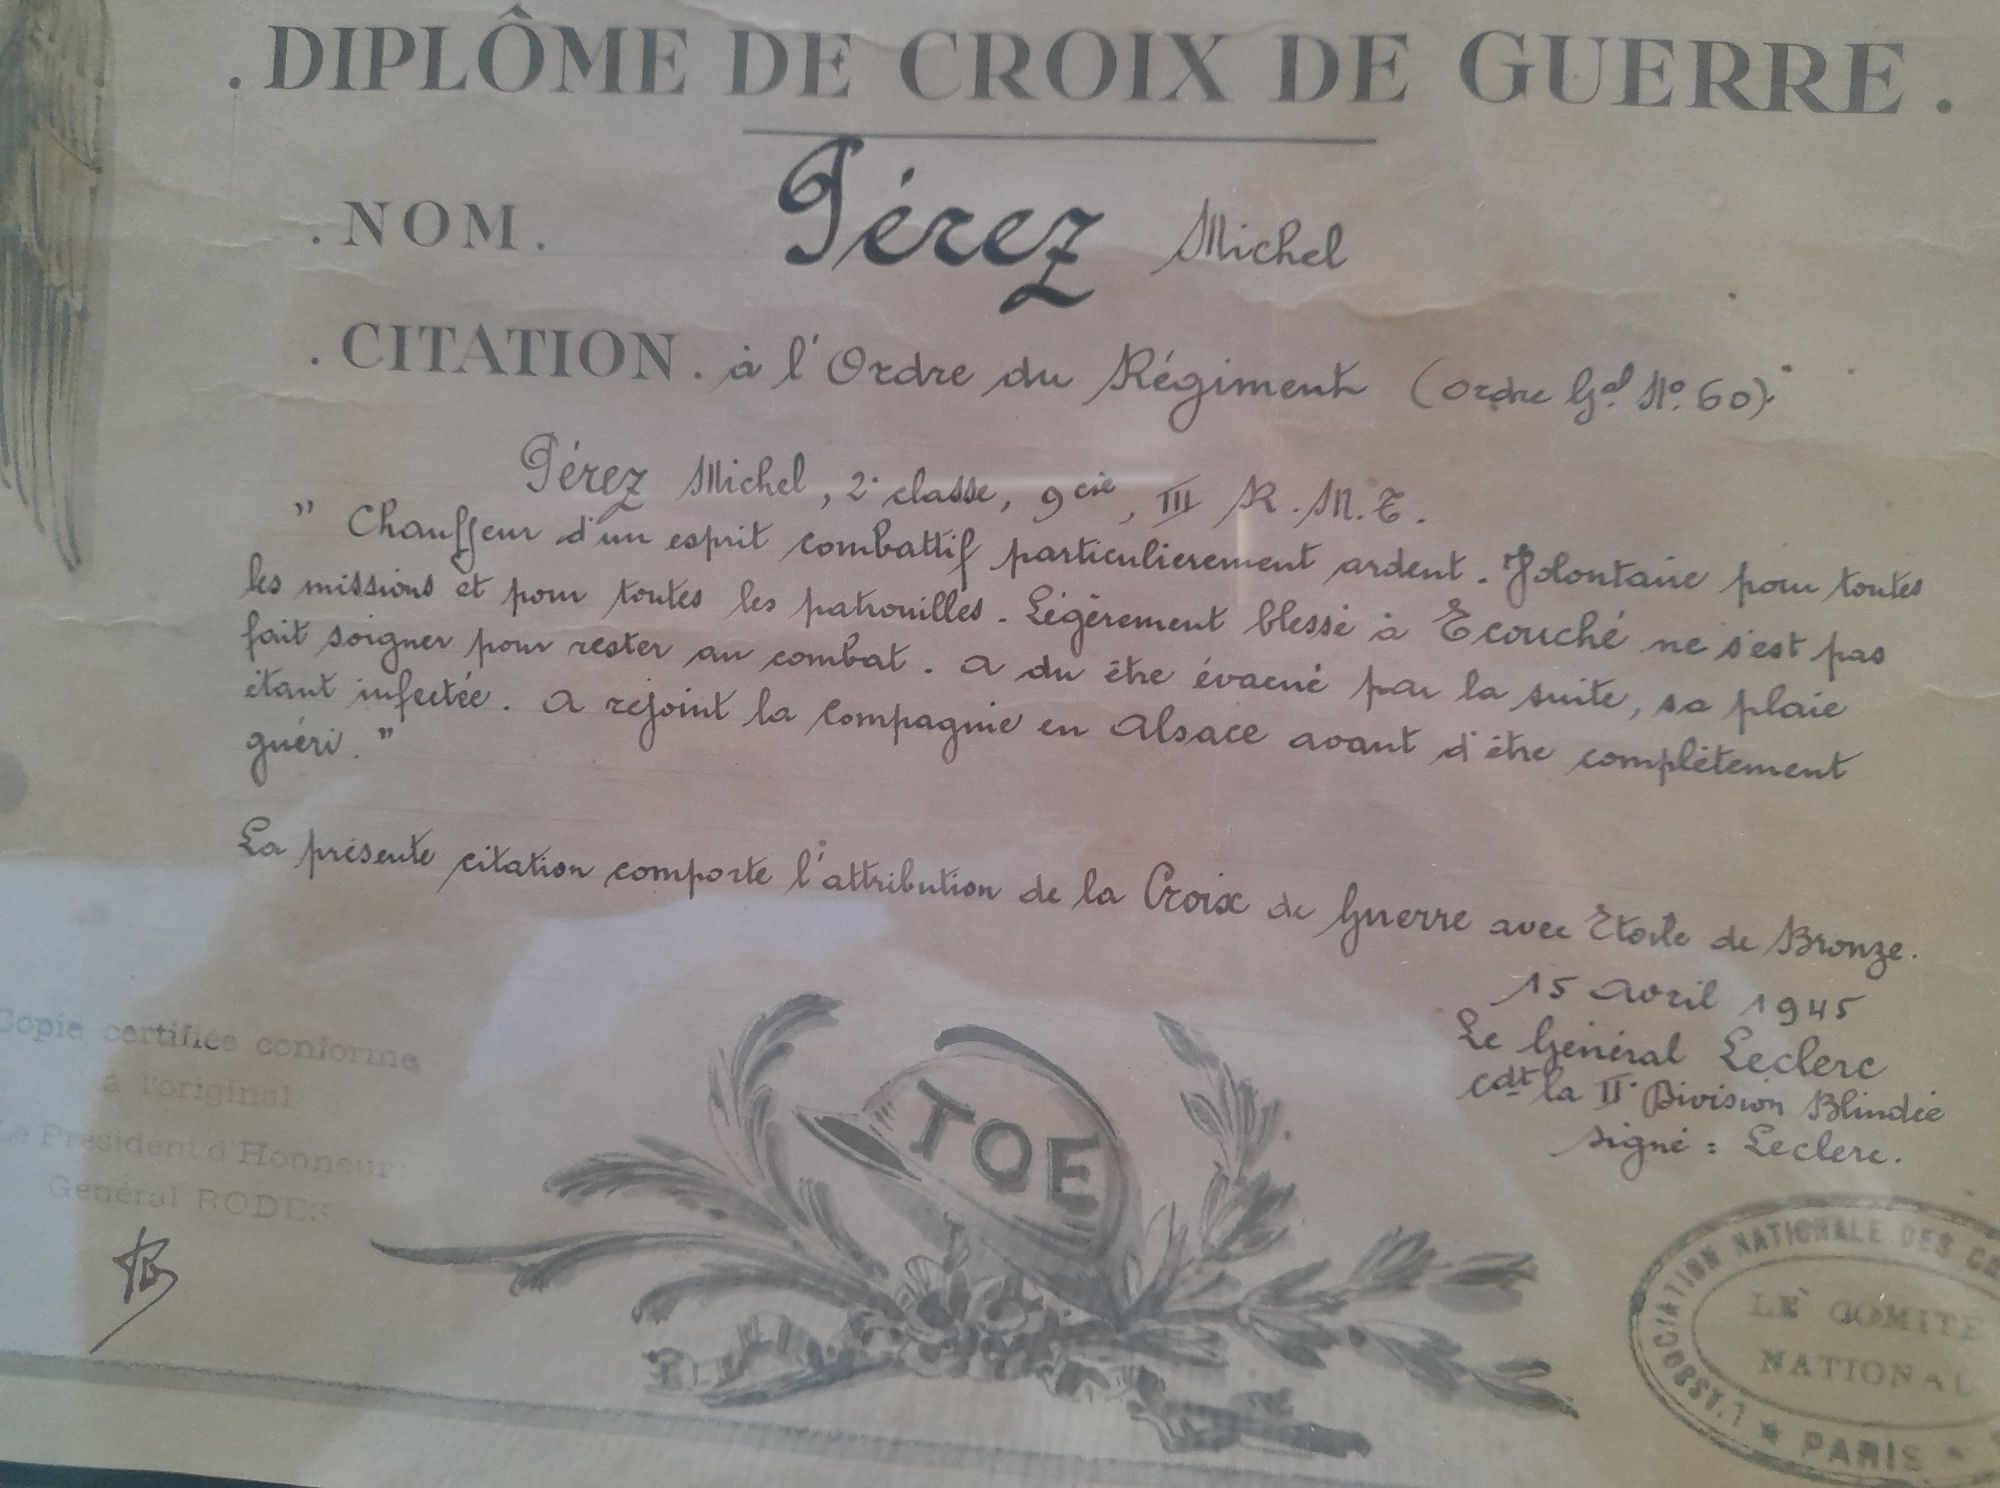 . DIPLÔME DE CROIX DE GUERRE .
. NOM . Pérez Michel
. CITATION . à l'Ordre du Régiment (ordre Gal. No. 60)
Pérez Michel, 2e classe, 9 cie, III R.M.T.
" Chauffeur d'un esprit combattif particulierement ardent. Volontaire pour toutes
les missions et pour toutes les patrouilles. Légèrement blessé à Ecouché ne s'est pas
fait soigner pour rester au combat. A du être évacué par la suite, sa plaie
étant infectée. A rejoint la Compagnie en Alsace avant d'être complètement
guéri. "
La présente citation comporte l'attribution de la Croix de Guerre avec Etoile de Bronze.
15 Avril 1945
Le Général Leclerc
cdt la IIe Division Blindée
signé : Leclerc.
Copie certifiée conforme
à l'original
Le Président d'Honneur
Général RODES
TOE
L'ASSOCIATION NATIONALE DES
LE COMITÉ
NATIONAL
* PARIS *